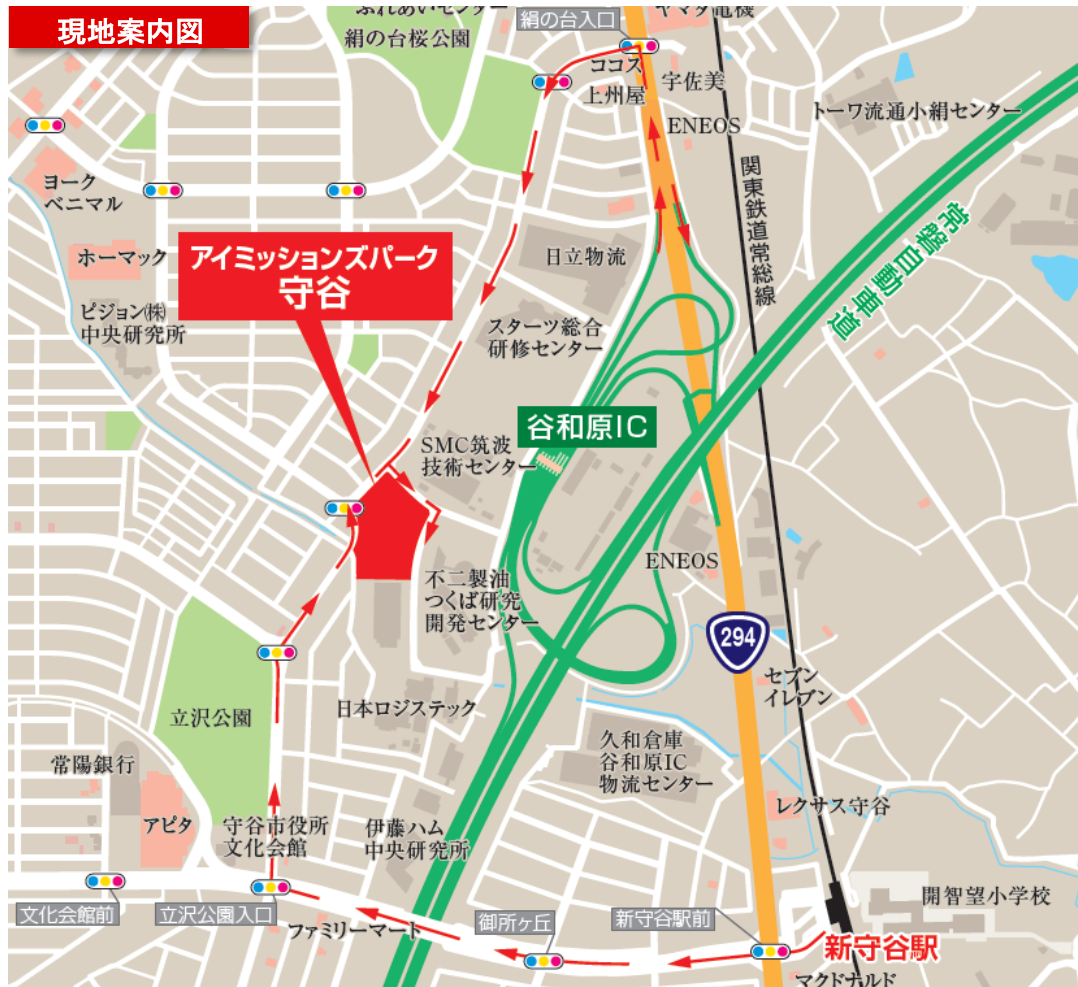 現地案内図
ふれあいセンター
絹の台桜公園
絹の台入口
ヤマダ電機
ココス
上州屋
宇佐美
ENEOS
トーワ流通小絹センター
関東鉄道常総線
常磐自動車道
ヨーク
ベニマル
ホーマック
ピジョン㈱
中央研究所
アイミッションズパーク
守谷
日立物流
スターツ総合
研修センター
谷和原IC
SMC筑波
技術センター
不二製油
つくば研究
開発センター
ENEOS
294
セブン
イレブン
立沢公園
日本ロジステック
久和倉庫
谷和原IC
物流センター
常陽銀行
アピタ
守谷市役所
文化会館
伊藤ハム
中央研究所
レクサス守谷
開智望小学校
文化会館前
立沢公園入口
ファミリーマート
御所ヶ丘
新守谷駅前
新守谷駅
マクドナルド